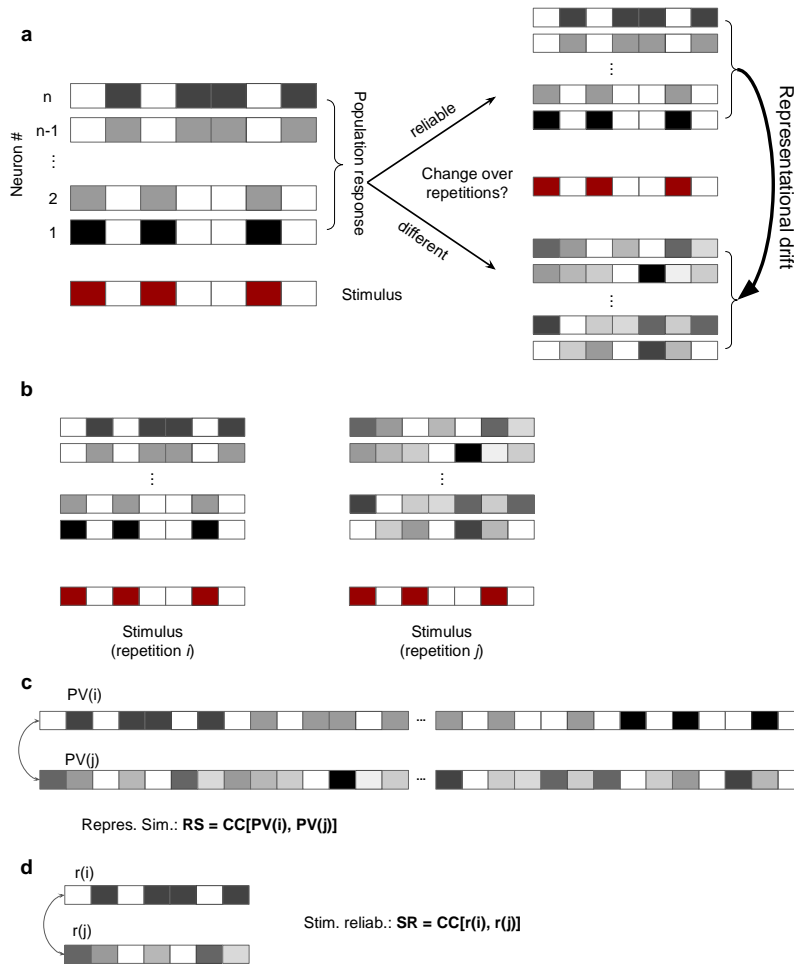 a
n
n-1
⋮
2
1
Neuron #
Population response
Stimulus
reliable
Change over
repetitions?
different
⋮
⋮
Representational drift
b
⋮
⋮
Stimulus
(repetition i)
Stimulus
(repetition j)
c
PV(i)
...
PV(j)
...
Repres. Sim.: RS = CC[PV(i), PV(j)]
d
r(i)
r(j)
Stim. reliab.: SR = CC[r(i), r(j)]